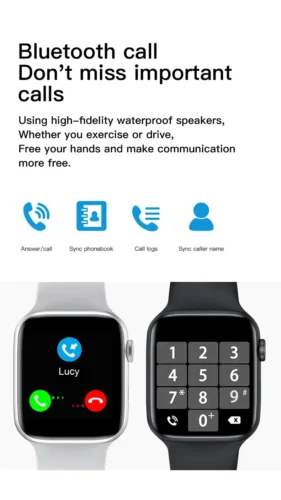 Bluetooth call
Don't miss important
calls
Using high-fidelity waterproof speakers,
Whether you exercise or drive,
Free your hands and make communication
more free.
Answer/call Sync phonebook Call logs Sync caller name
Lucy
1 2 3
4 5 6
7 * 8 9 #
0 +